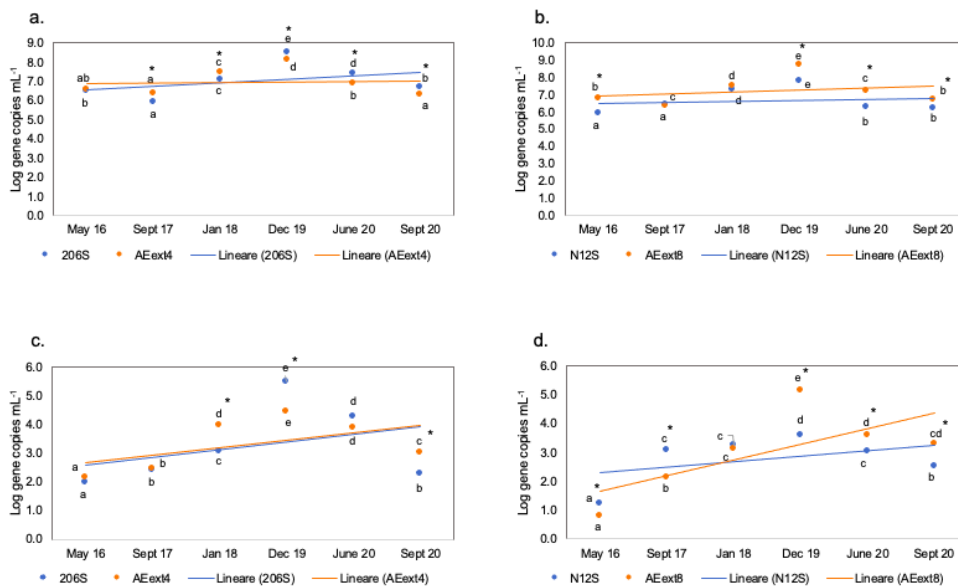 a.
Log gene copies mL⁻¹
9.0
8.0
7.0
6.0
5.0
4.0
3.0
2.0
1.0
0.0
ab
b
*
a
a
*
c
c
*
e
d
*
d
b
*
b
a
May 16 Sept 17 Jan 18 Dec 19 June 20 Sept 20
206S AEext4 Lineare (206S) Lineare (AEext4)
b.
Log gene copies mL⁻¹
10.0
9.0
8.0
7.0
6.0
5.0
4.0
3.0
2.0
1.0
0.0
*
b
a
c
a
d
d
*
e
e
*
c
b
*
b
b
May 16 Sept 17 Jan 18 Dec 19 June 20 Sept 20
N12S AEext8 Lineare (N12S) Lineare (AEext8)
c.
Log gene copies mL⁻¹
6.0
5.0
4.0
3.0
2.0
1.0
0.0
a
a
b
b
d *
c
e *
e
d
d
*
c
b
May 16 Sept 17 Jan 18 Dec 19 June 20 Sept 20
206S AEext4 Lineare (206S) Lineare (AEext4)
d.
Log gene copies mL⁻¹
6.0
5.0
4.0
3.0
2.0
1.0
0.0
a *
a
c *
b
c
c
e *
d
d *
c
cd *
b
May 16 Sept 17 Jan 18 Dec 19 June 20 Sept 20
N12S AEext8 Lineare (N12S) Lineare (AEext8)